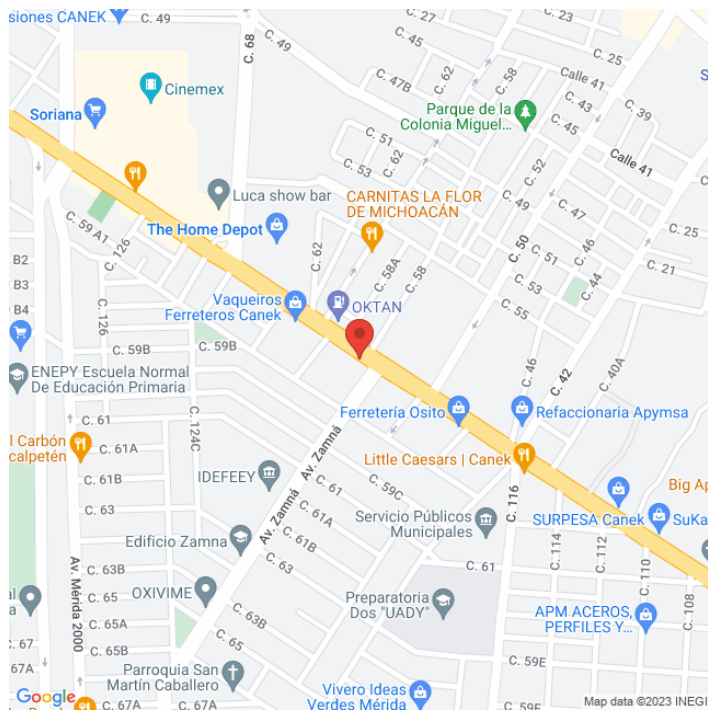 siones CANEK
C. 49
C. 68
C. 49
C. 23
C. 45
C. 62
C. 58
C. 25
Calle 41
C. 47B
C. 43
C. 39
Cinemex
Soriana
Parque de la
Colonia Miguel...
C. 45
Calle 41
C. 51
C. 62
C. 53
C. 52
Luca show bar
CARNITAS LA FLOR
DE MICHOACÁN
C. 49
C. 47
C. 25
C. 59 A1
C. 126
The Home Depot
C. 62
C. 58A
C. 58
C. 50
C. 51
C. 46
C. 21
B2
B3
B4
C. 53
C. 44
C. 55
Vaqueiros
Ferreteros Canek
OKTAN
C. 126
C. 59B
C. 59B
C. 46
C. 42
C. 40A
ENEPY Escuela Normal
De Educación Primaria
C. 61
C. 124C
Ferretería Osito
Refaccionaria Apymsa
l Carbón
calpetén
C. 61A
Av. Zamná
Av. Zamná
Little Caesars | Canek
C. 61B
IDEFEEY
C. 61
C. 59C
C. 116
Big Ap
C. 63
C. 61A
Servicio Públicos
Municipales
SURPESA Canek
SuKa
Edificio Zamna
C. 61B
C. 114
C. 112
C. 110
C. 63B
C. 63
C. 61
C. 108
Av. Mérida 2000
OXIVIME
Preparatoria
Dos "UADY"
C. 65A
C. 63B
APM ACEROS,
PERFILES Y...
C. 67
C. 65B
C. 65
67A
C. 67A
Parroquia San
Martín Caballero
C. 59E
Google
C. 67A
Vivero Ideas
Verdes Mérida
C. 59F
Map data ©2023 INEGI